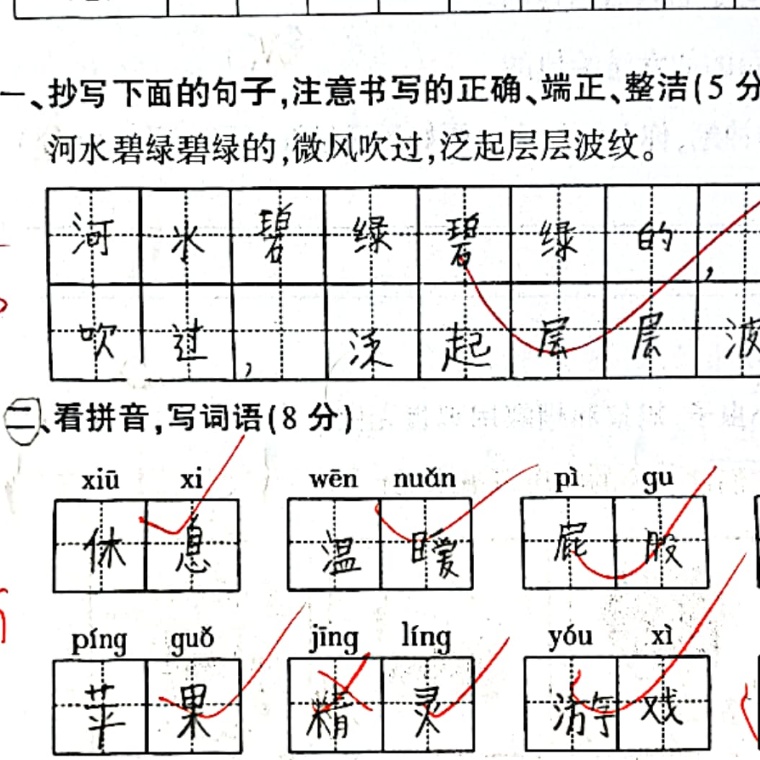 一、抄写下面的句子,注意书写的正确、端正、整洁(5分
河水碧绿碧绿的,微风吹过,泛起层层波纹。
河水碧绿碧绿的,
吹过,泛起层层波
二、看拼音,写词语(8分)
xiū xi wēn nuǎn pì gu
休息 温暖 屁股
píng guǒ jīng líng yóu xì
苹果 精灵 游戏